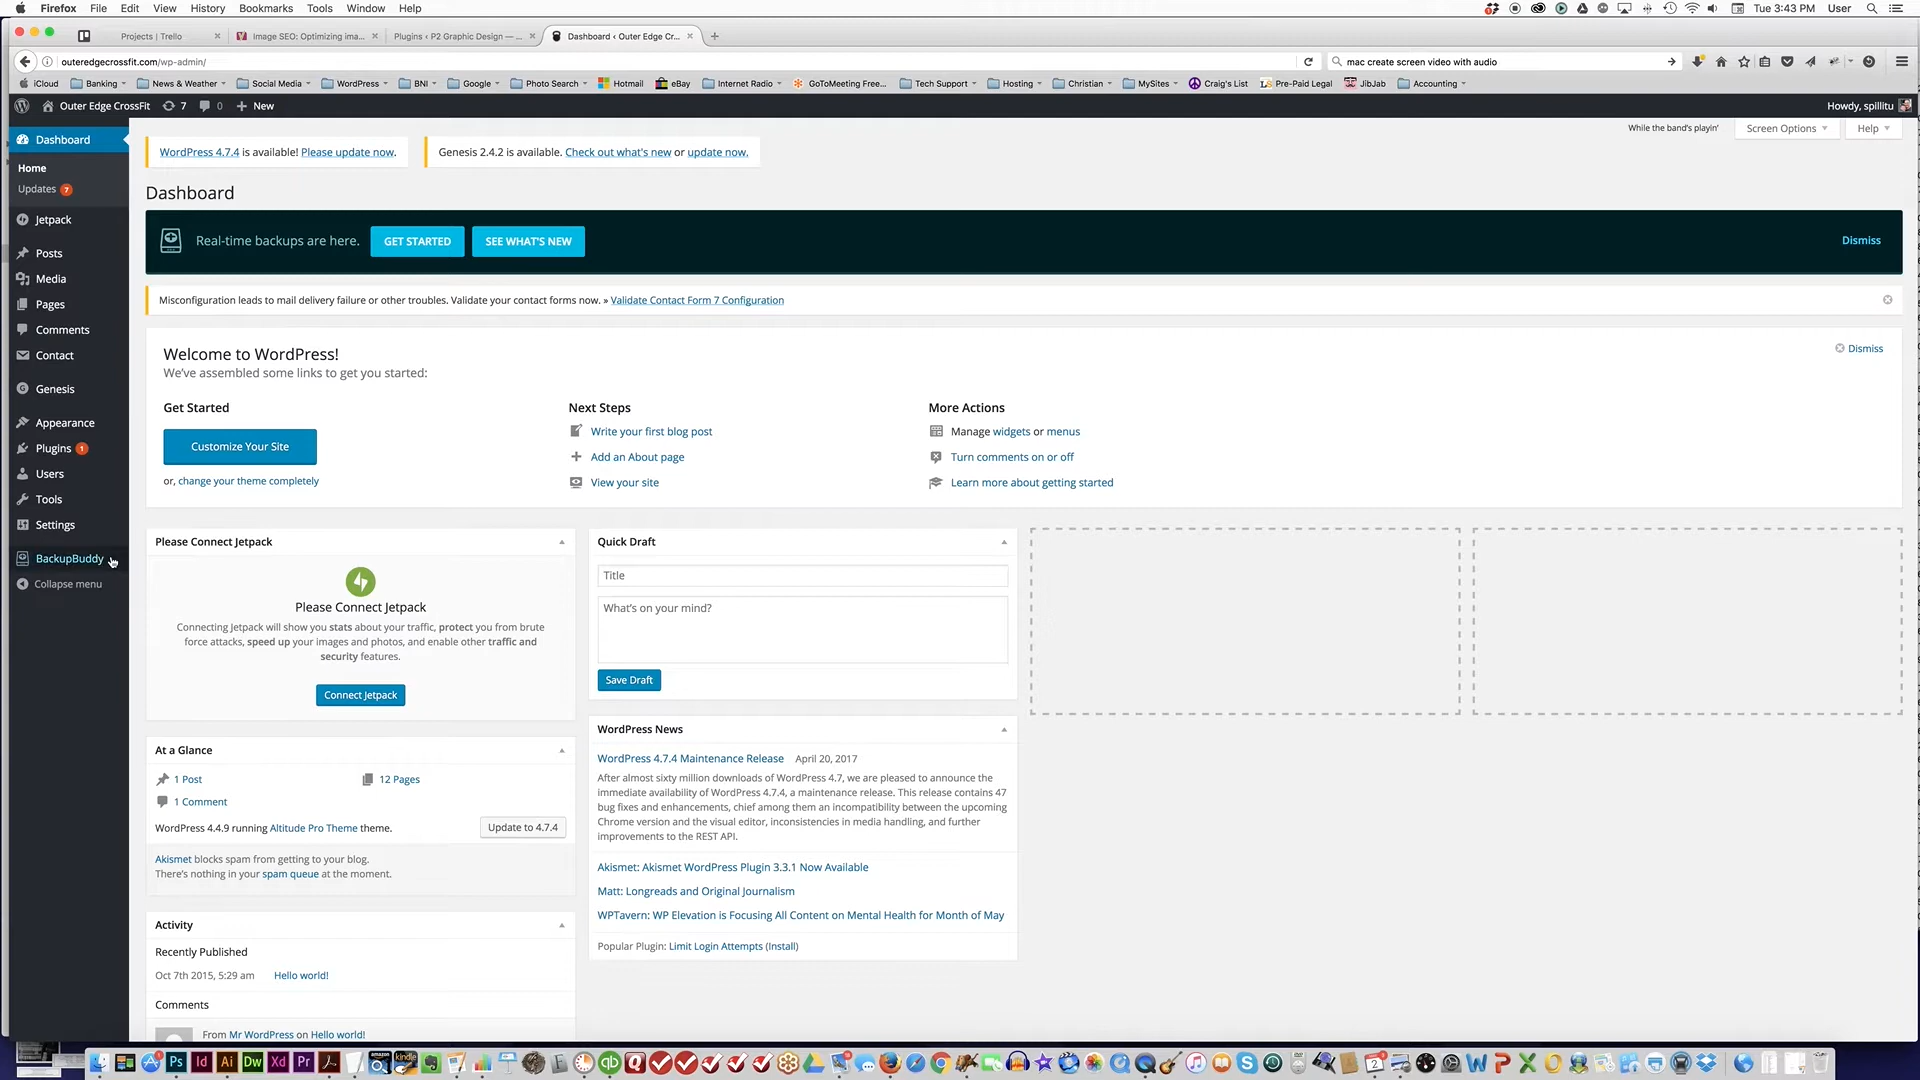 Firefox File Edit View History Bookmarks Tools Window Help Tue 3:43 PM User
Projects | Trello Image SEO: Optimizing ima... Plugins ‹ P2 Graphic Design —... Dashboard ‹ Outer Edge Cr...
outeredgecrossfit.com/wp-admin/ mac create screen video with audio
iCloud Banking News & Weather Social Media WordPress BNI Google Photo Search Hotmail eBay Internet Radio GoToMeeting Free... Tech Support Hosting Christian MySites Craig's List Pre-Paid Legal JibJab Accounting
Outer Edge CrossFit 7 0 + New Howdy, spillitu
Dashboard
Home
Updates 7
Jetpack
Posts
Media
Pages
Comments
Contact
Genesis
Appearance
Plugins 1
Users
Tools
Settings
BackupBuddy
Collapse menu
While the band's playin' Screen Options Help
WordPress 4.7.4 is available! Please update now.
Genesis 2.4.2 is available. Check out what's new or update now.
Dashboard
Real-time backups are here. GET STARTED SEE WHAT'S NEW Dismiss
Misconfiguration leads to mail delivery failure or other troubles. Validate your contact forms now. » Validate Contact Form 7 Configuration
Welcome to WordPress! Dismiss
We've assembled some links to get you started:
Get Started
Customize Your Site
or, change your theme completely
Next Steps
Write your first blog post
Add an About page
View your site
More Actions
Manage widgets or menus
Turn comments on or off
Learn more about getting started
Please Connect Jetpack
Please Connect Jetpack
Connecting Jetpack will show you stats about your traffic, protect you from brute
force attacks, speed up your images and photos, and enable other traffic and
security features.
Connect Jetpack
At a Glance
1 Post 12 Pages
1 Comment
WordPress 4.4.9 running Altitude Pro Theme theme. Update to 4.7.4
Akismet blocks spam from getting to your blog.
There's nothing in your spam queue at the moment.
Activity
Recently Published
Oct 7th 2015, 5:29 am Hello world!
Comments
From Mr WordPress on Hello world!
Quick Draft
Title
What's on your mind?
Save Draft
WordPress News
WordPress 4.7.4 Maintenance Release April 20, 2017
After almost sixty million downloads of WordPress 4.7, we are pleased to announce the
immediate availability of WordPress 4.7.4, a maintenance release. This release contains 47
bug fixes and enhancements, chief among them an incompatibility between the upcoming
Chrome version and the visual editor, inconsistencies in media handling, and further
improvements to the REST API.
Akismet: Akismet WordPress Plugin 3.3.1 Now Available
Matt: Longreads and Original Journalism
WPTavern: WP Elevation is Focusing All Content on Mental Health for Month of May
Popular Plugin: Limit Login Attempts (Install)
Ps Id Ai Dw Xd Pr